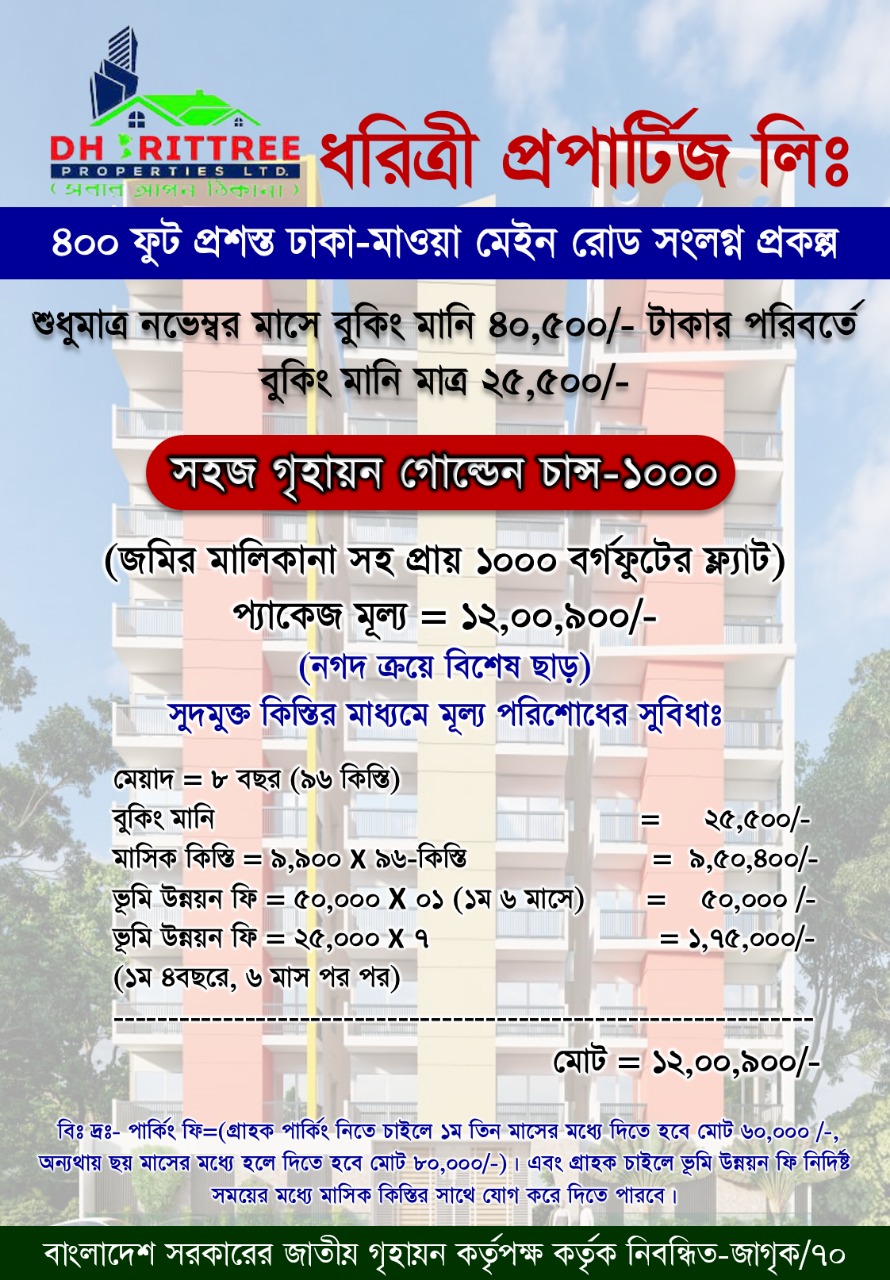 DHARITTREE
PROPERTIES LTD.
(সবার আপন ঠিকানা)
ধরিত্রী প্রপার্টিজ লিঃ
৪০০ ফুট প্রশস্ত ঢাকা-মাওয়া মেইন রোড সংলগ্ন প্রকল্প
শুধুমাত্র নভেম্বর মাসে বুকিং মানি ৪০,৫০০/- টাকার পরিবর্তে
বুকিং মানি মাত্র ২৫,৫০০/-
সহজ গৃহায়ন গোল্ডেন চান্স-১০০০
(জমির মালিকানা সহ প্রায় ১০০০ বর্গফুটের ফ্ল্যাট)
প্যাকেজ মূল্য = ১২,০০,৯০০/-
(নগদ ক্রয়ে বিশেষ ছাড়)
সুদমুক্ত কিস্তির মাধ্যমে মূল্য পরিশোধের সুবিধাঃ
মেয়াদ = ৮ বছর (৯৬ কিস্তি)
বুকিং মানি = ২৫,৫০০/-
মাসিক কিস্তি = ৯,৯০০ X ৯৬-কিস্তি = ৯,৫০,৪০০/-
ভূমি উন্নয়ন ফি = ৫০,০০০ X ০১ (১ম ৬ মাসে) = ৫০,০০০ /-
ভূমি উন্নয়ন ফি = ২৫,০০০ X ৭ = ১,৭৫,০০০/-
(১ম ৪বছরে, ৬ মাস পর পর)
মোট = ১২,০০,৯০০/-
বিঃ দ্রঃ- পার্কিং ফি=(গ্রাহক পার্কিং নিতে চাইলে ১ম তিন মাসের মধ্যে দিতে হবে মোট ৬০,০০০ /-,
অন্যথায় ছয় মাসের মধ্যে হলে দিতে হবে মোট ৮০,০০০/-)। এবং গ্রাহক চাইলে ভূমি উন্নয়ন ফি নির্দিষ্ট
সময়ের মধ্যে মাসিক কিস্তির সাথে যোগ করে দিতে পারবে।
বাংলাদেশ সরকারের জাতীয় গৃহায়ন কর্তৃপক্ষ কর্তৃক নিবন্ধিত-জাগৃক/৭০